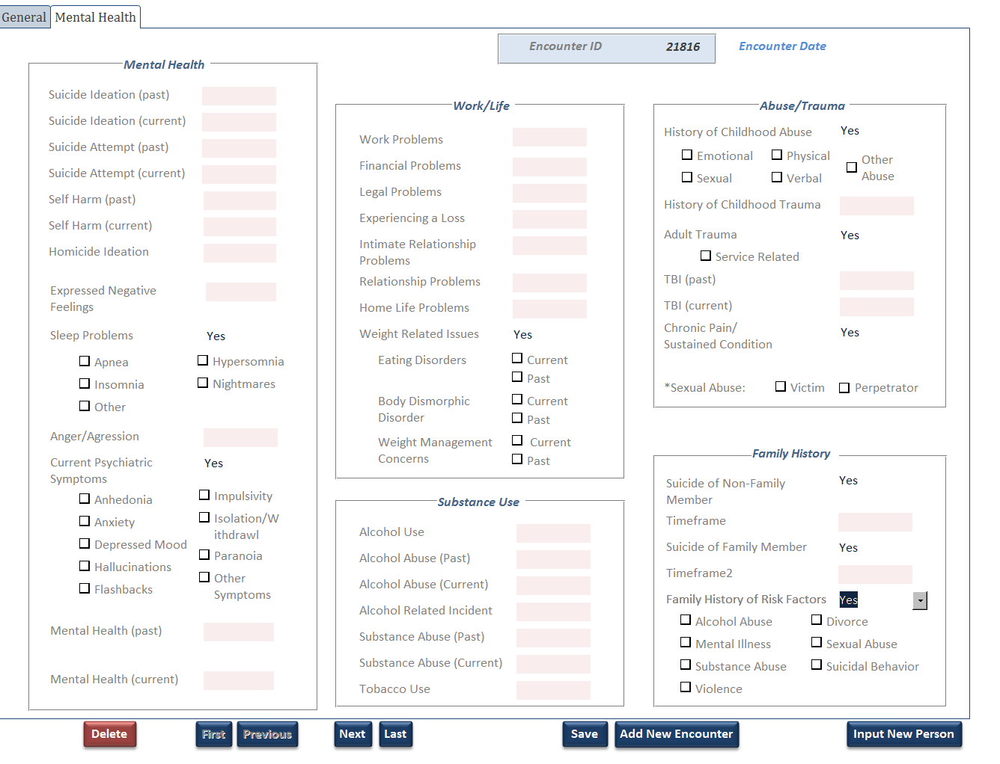 General Mental Health
Encounter ID 21816 Encounter Date
Mental Health
Suicide Ideation (past)
Suicide Ideation (current)
Suicide Attempt (past)
Suicide Attempt (current)
Self Harm (past)
Self Harm (current)
Homicide Ideation
Expressed Negative
Feelings
Sleep Problems Yes
Apnea Hypersomnia
Insomnia Nightmares
Other
Anger/Agression
Current Psychiatric Yes
Symptoms
Anhedonia Impulsivity
Anxiety Isolation/W
ithdrawl
Depressed Mood Paranoia
Hallucinations Other
Symptoms
Flashbacks
Mental Health (past)
Mental Health (current)
Work/Life
Work Problems
Financial Problems
Legal Problems
Experiencing a Loss
Intimate Relationship
Problems
Relationship Problems
Home Life Problems
Weight Related Issues Yes
Eating Disorders Current
Past
Body Dismorphic Current
Disorder Past
Weight Management Current
Concerns Past
Substance Use
Alcohol Use
Alcohol Abuse (Past)
Alcohol Abuse (Current)
Alcohol Related Incident
Substance Abuse (Past)
Substance Abuse (Current)
Tobacco Use
Abuse/Trauma
History of Childhood Abuse Yes
Emotional Physical Other
Abuse
Sexual Verbal
History of Childhood Trauma
Adult Trauma Yes
Service Related
TBI (past)
TBI (current)
Chronic Pain/ Yes
Sustained Condition
*Sexual Abuse: Victim Perpetrator
Family History
Suicide of Non-Family Yes
Member
Timeframe
Suicide of Family Member Yes
Timeframe2
Family History of Risk Factors Yes
Alcohol Abuse Divorce
Mental Illness Sexual Abuse
Substance Abuse Suicidal Behavior
Violence
Delete First Previous Next Last Save Add New Encounter Input New Person